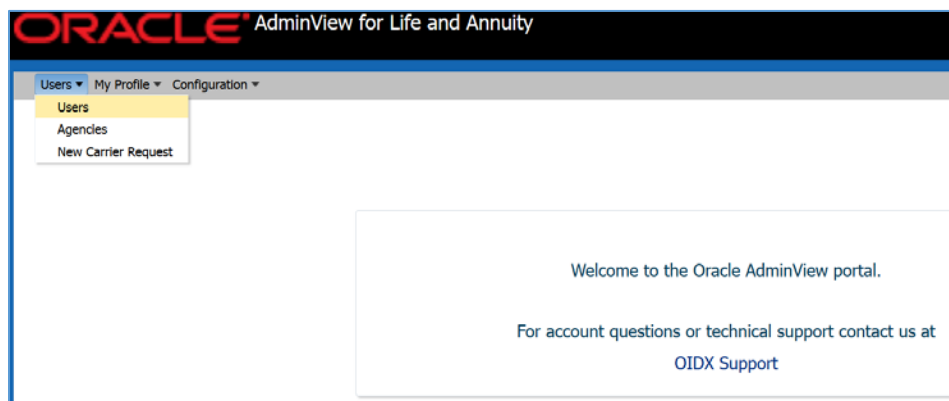 ORACLE® AdminView for Life and Annuity
Users My Profile Configuration
Users
Agencies
New Carrier Request
Welcome to the Oracle AdminView portal.
For account questions or technical support contact us at
OIDX Support